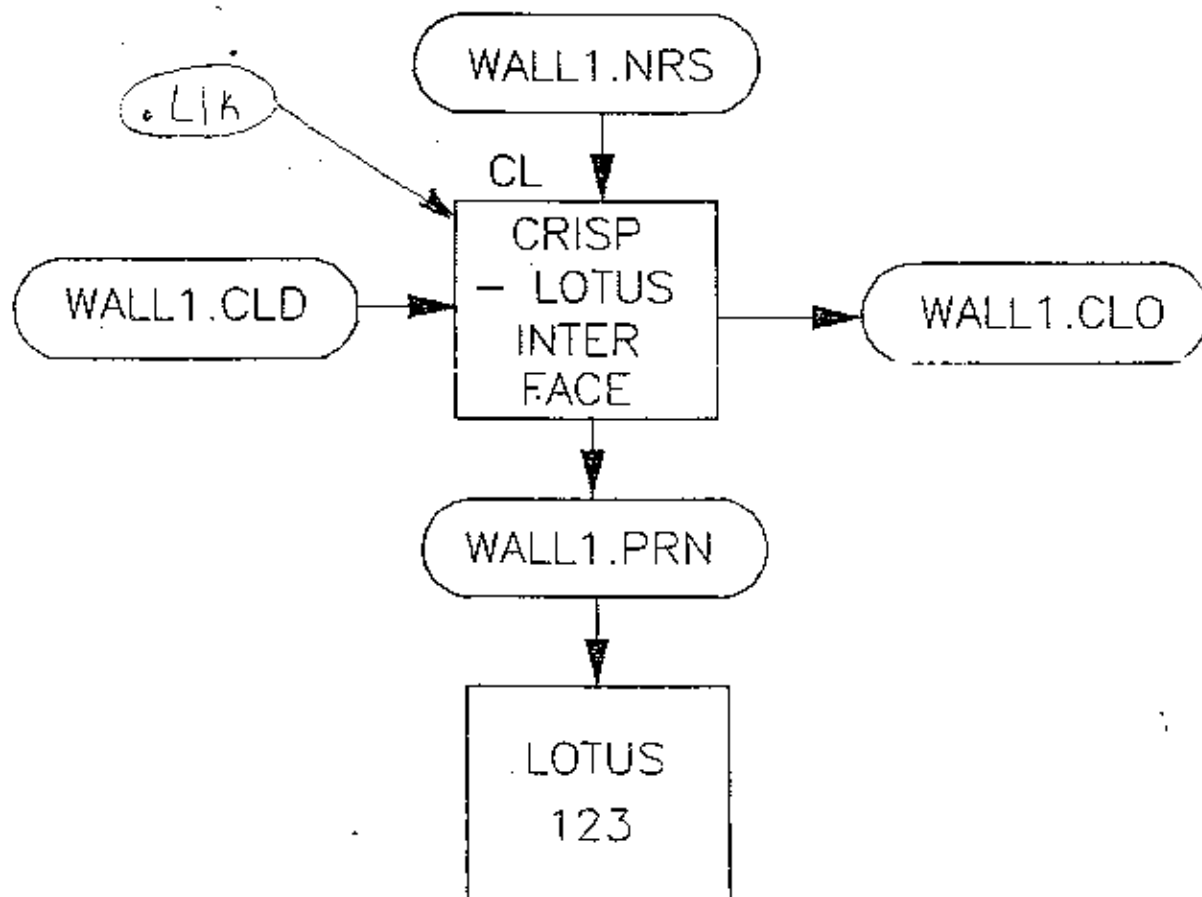 WALL1.NRS
.Lik
CL
CRISP
- LOTUS
INTER
FACE
WALL1.CLD
WALL1.CLO
WALL1.PRN
LOTUS
123